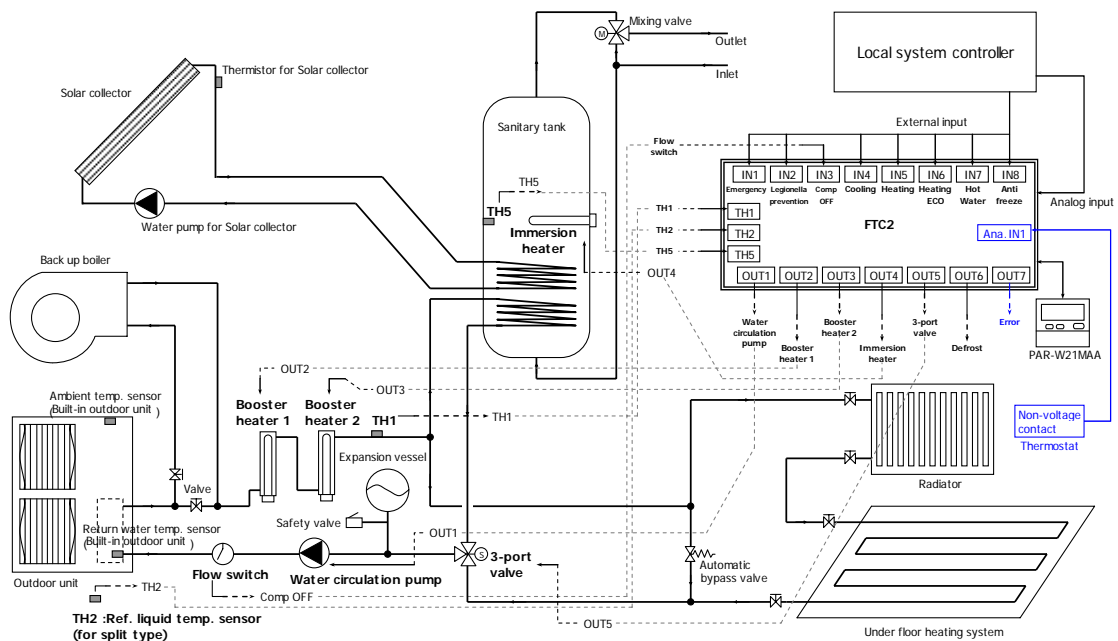 Mixing valve
M
Outlet
Inlet
Local system controller
Thermistor for Solar collector
Solar collector
Sanitary tank
External input
Flow
switch
IN1
IN2
IN3
IN4
IN5
IN6
IN7
IN8
Emergency
Legionella
prevention
Comp
OFF
Cooling
Heating
Heating
ECO
Hot
Water
Anti
freeze
Analog input
TH5
TH5
Immersion
heater
TH1
TH1
TH2
TH2
TH5
TH5
FTC2
Ana. IN1
Water pump for Solar collector
OUT4
OUT1
OUT2
OUT3
OUT4
OUT5
OUT6
OUT7
Back up boiler
Water
circulation
pump
Booster
heater 1
Booster
heater 2
Immersion
heater
3-port
valve
Defrost
Error
PAR-W21MAA
OUT2
OUT3
Ambient temp. sensor
(Built-in outdoor unit )
Booster
heater 1
Booster
heater 2
TH1
TH1
Non-voltage
contact
Thermostat
Expansion vessel
Valve
Radiator
Safety valve
Return water temp. sensor
(Built-in outdoor unit )
OUT1
S
3-port
valve
Automatic
bypass valve
Outdoor unit
Flow switch
Water circulation pump
TH2
Comp OFF
TH2 :Ref. liquid temp. sensor
(for split type)
OUT5
Under floor heating system